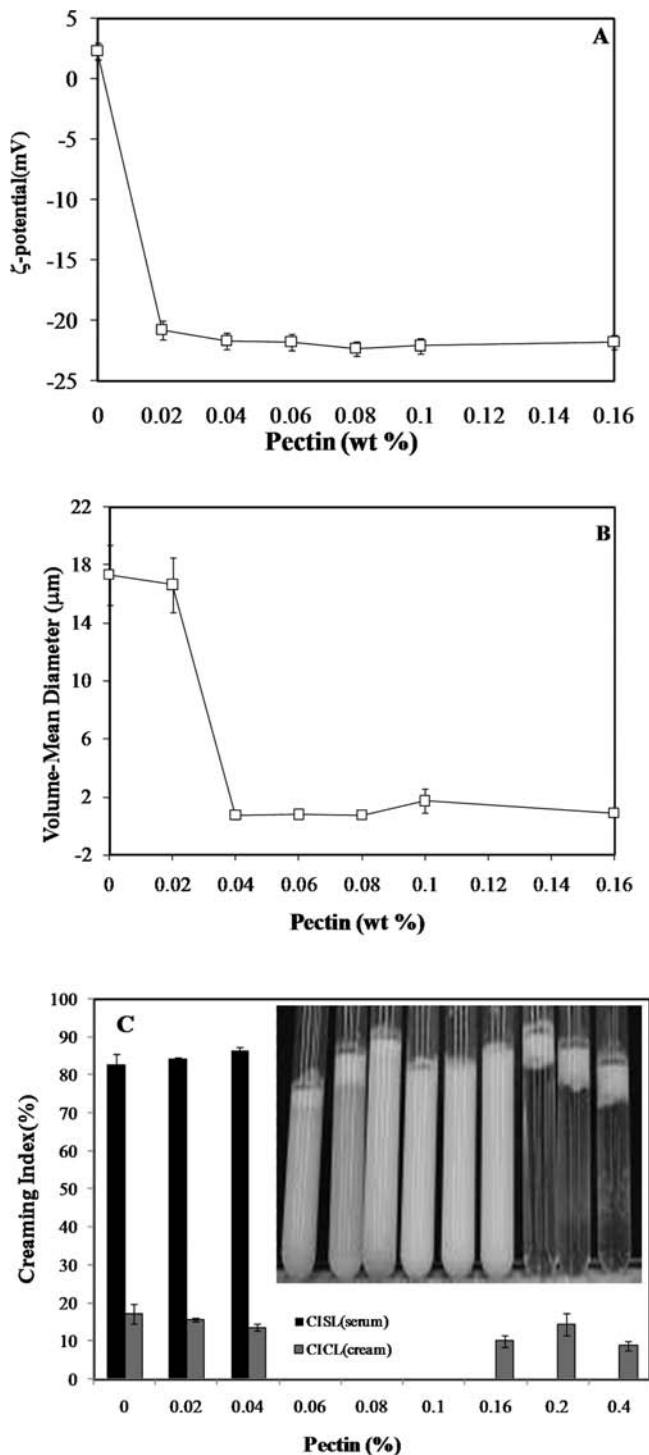 A
5
0
-5
-10
-15
-20
-25
ζ-potential(mV)
0 0.02 0.04 0.06 0.08 0.1 0.12 0.14 0.16
Pectin (wt %)
B
22
18
14
10
6
2
-2
Volume-Mean Diameter (μm)
0 0.02 0.04 0.06 0.08 0.1 0.12 0.14 0.16
Pectin (wt %)
C
100
90
80
70
60
50
40
30
20
10
0
Creaming Index(%)
CISL(serum)
CICL(cream)
0 0.02 0.04 0.06 0.08 0.1 0.16 0.2 0.4
Pectin (%)